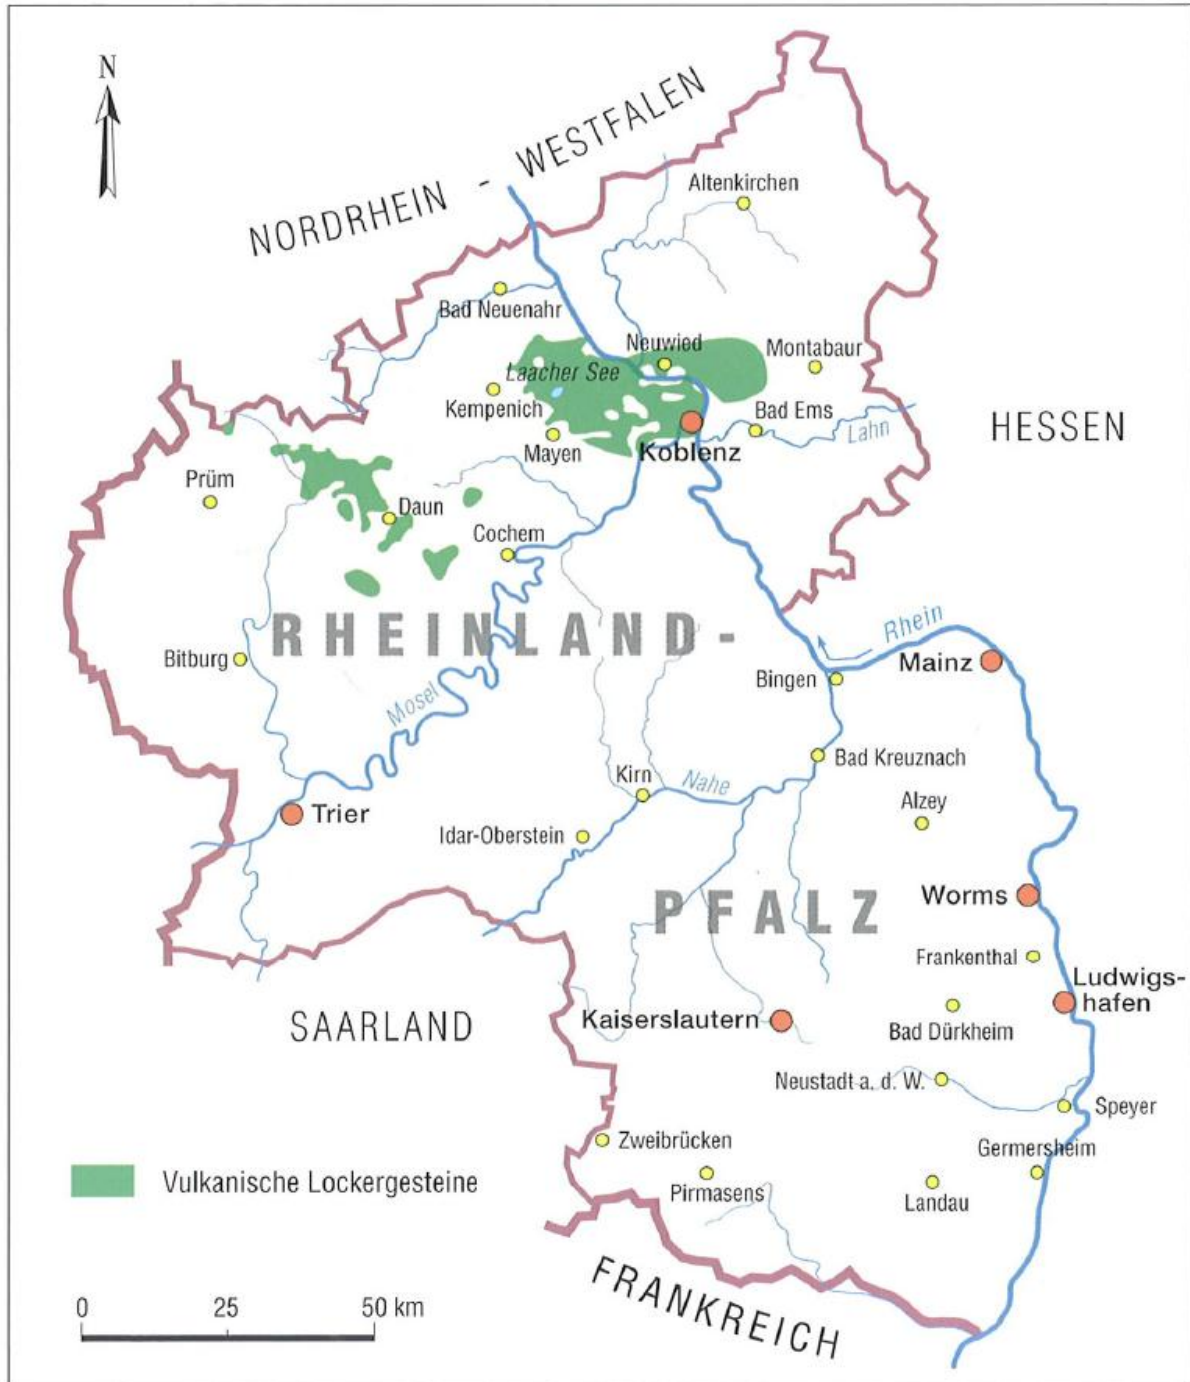 N
NORDRHEIN - WESTFALEN
Altenkirchen
Bad Neuenahr
Neuwied
Montabaur
Laacher See
Kempenich
Bad Ems
Lahn
HESSEN
Mayen
Koblenz
Prüm
Daun
Cochem
RHEINLAND-
Rhein
Mainz
Bitburg
Bingen
Mosel
Bad Kreuznach
Kirn
Nahe
Alzey
Trier
Idar-Oberstein
PFALZ
Worms
Frankenthal
Ludwigs-
hafen
SAARLAND
Kaiserslautern
Bad Dürkheim
Neustadt a. d. W.
Speyer
Zweibrücken
Germersheim
Vulkanische Lockergesteine
Pirmasens
Landau
FRANKREICH
0 25 50 km